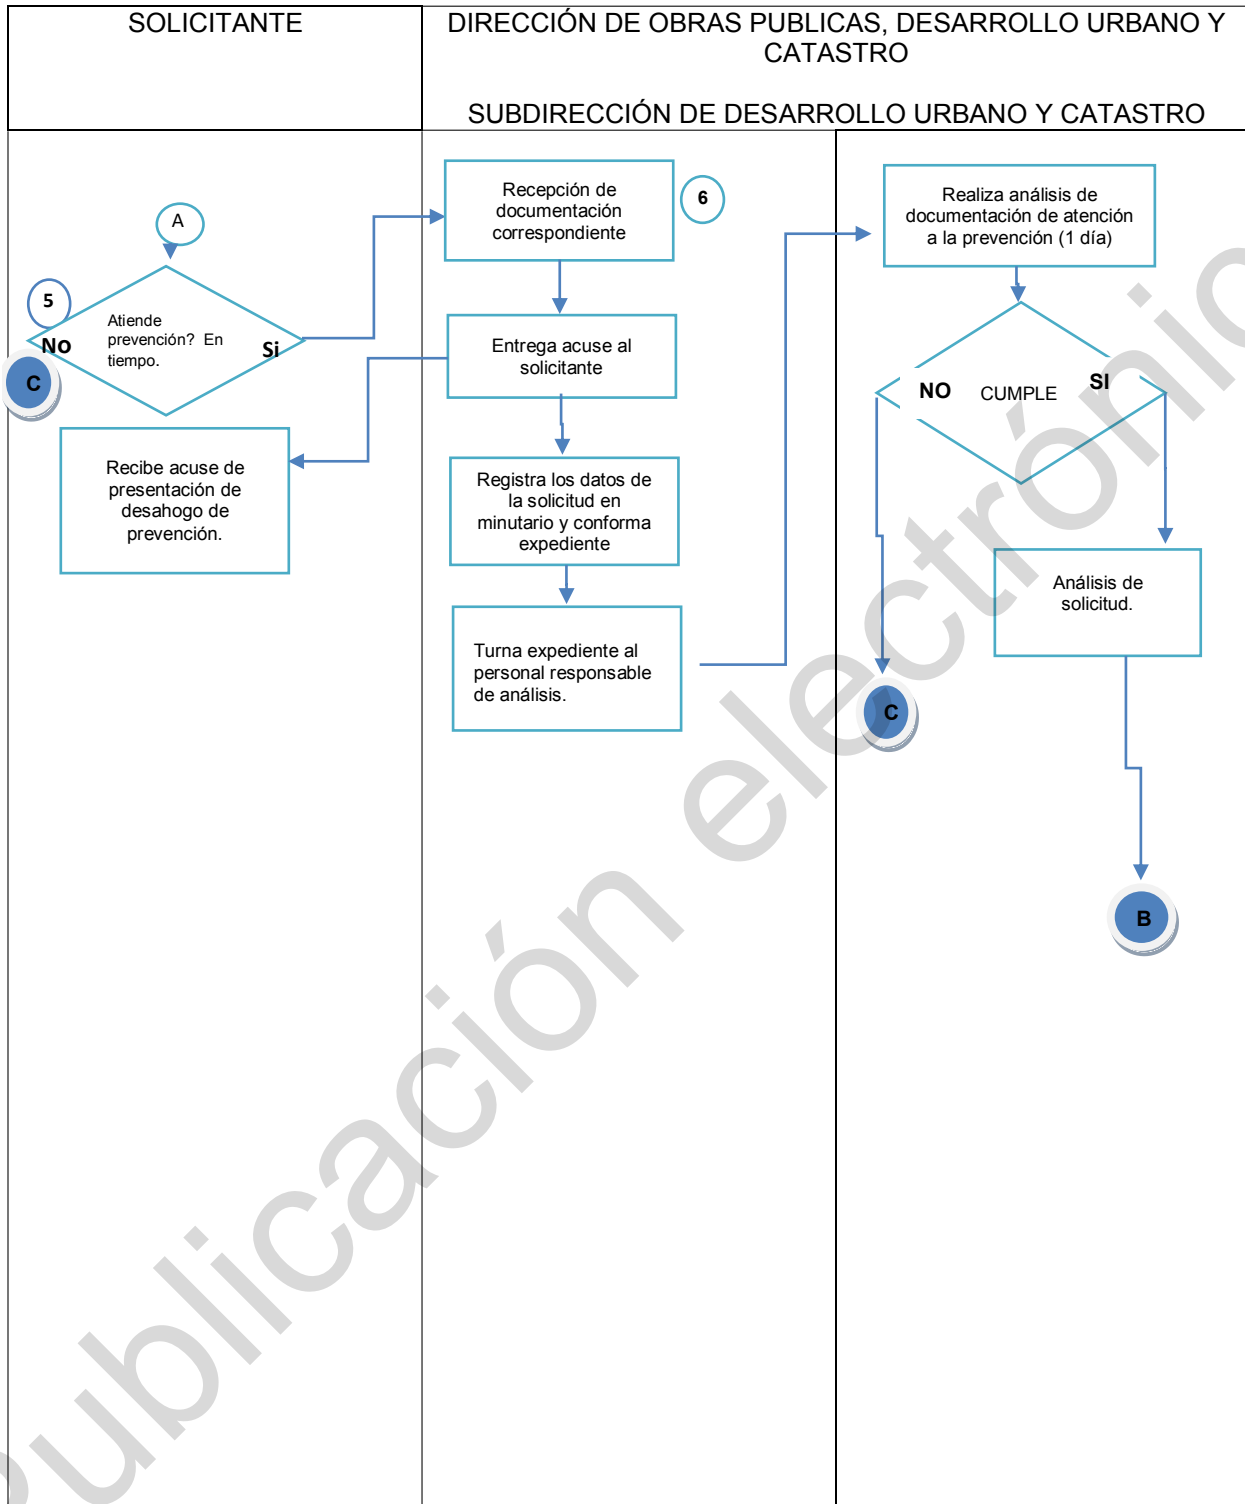 SOLICITANTE
DIRECCIÓN DE OBRAS PUBLICAS, DESARROLLO URBANO Y
CATASTRO
SUBDIRECCIÓN DE DESARROLLO URBANO Y CATASTRO
A
5
Atiende
prevención? En
tiempo.
No
Si
C
Recibe acuse de
presentación de
desahogo de
prevención.
Recepción de
documentación
correspondiente
6
Entrega acuse al
solicitante
Registra los datos de
la solicitud en
minutario y conforma
expediente
Turna expediente al
personal responsable
de análisis.
Realiza análisis de
documentación de atención
a la prevención (1 día)
NO
CUMPLE
SI
Análisis de
solicitud.
C
B
Publicación electrónic